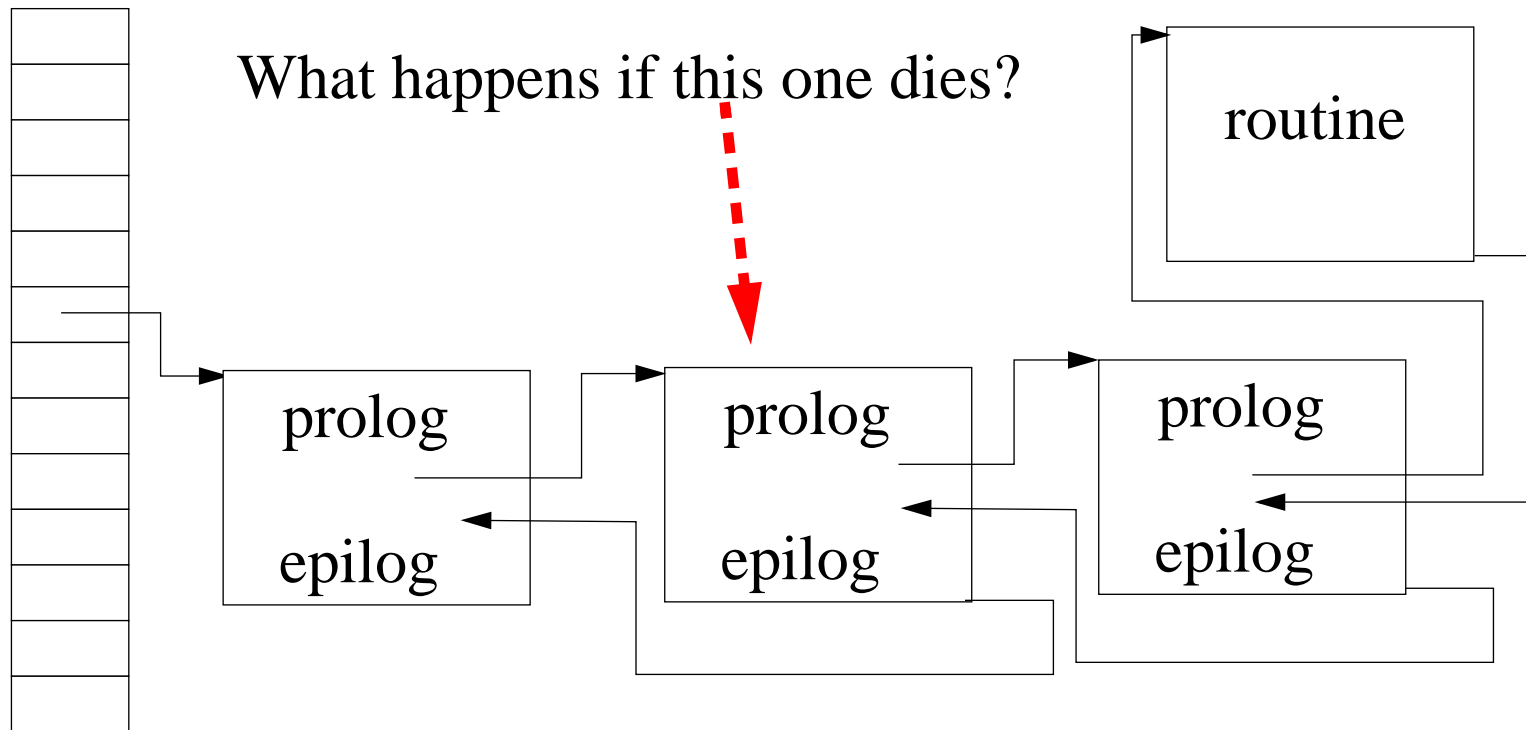 What happens if this one dies?
routine
prolog
epilog
prolog
epilog
prolog
epilog